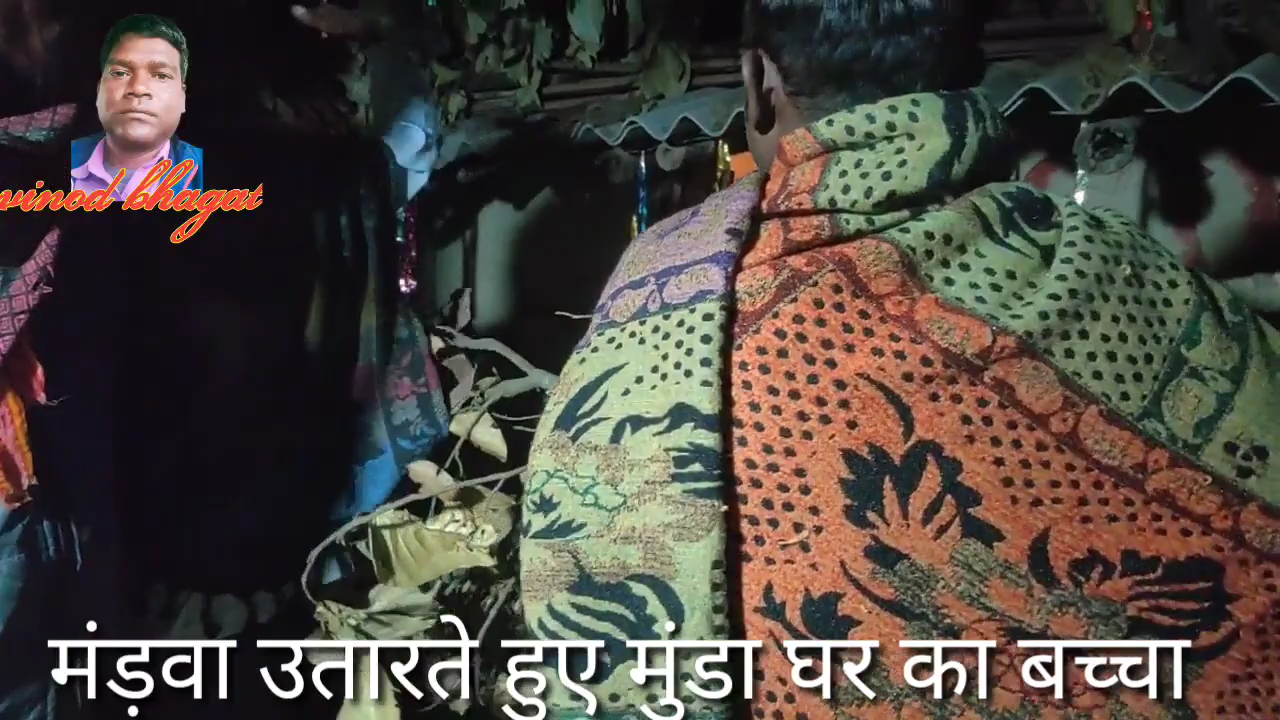 vinod bhagat
मंड़वा उतारते हुए मुंडा घर का बच्चा